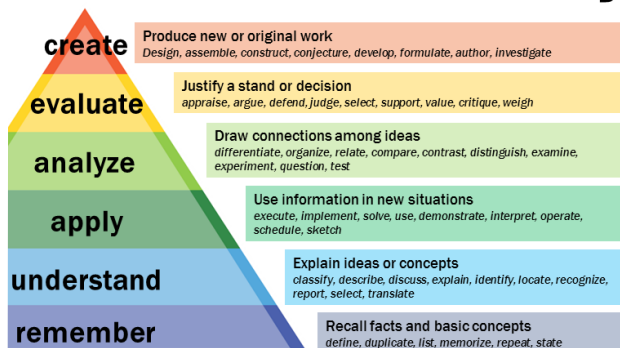 create
Produce new or original work
Design, assemble, construct, conjecture, develop, formulate, author, investigate
evaluate
Justify a stand or decision
appraise, argue, defend, judge, select, support, value, critique, weigh
analyze
Draw connections among ideas
differentiate, organize, relate, compare, contrast, distinguish, examine,
experiment, question, test
apply
Use information in new situations
execute, implement, solve, use, demonstrate, interpret, operate,
schedule, sketch
understand
Explain ideas or concepts
classify, describe, discuss, explain, identify, locate, recognize,
report, select, translate
remember
Recall facts and basic concepts
define, duplicate, list, memorize, repeat, state